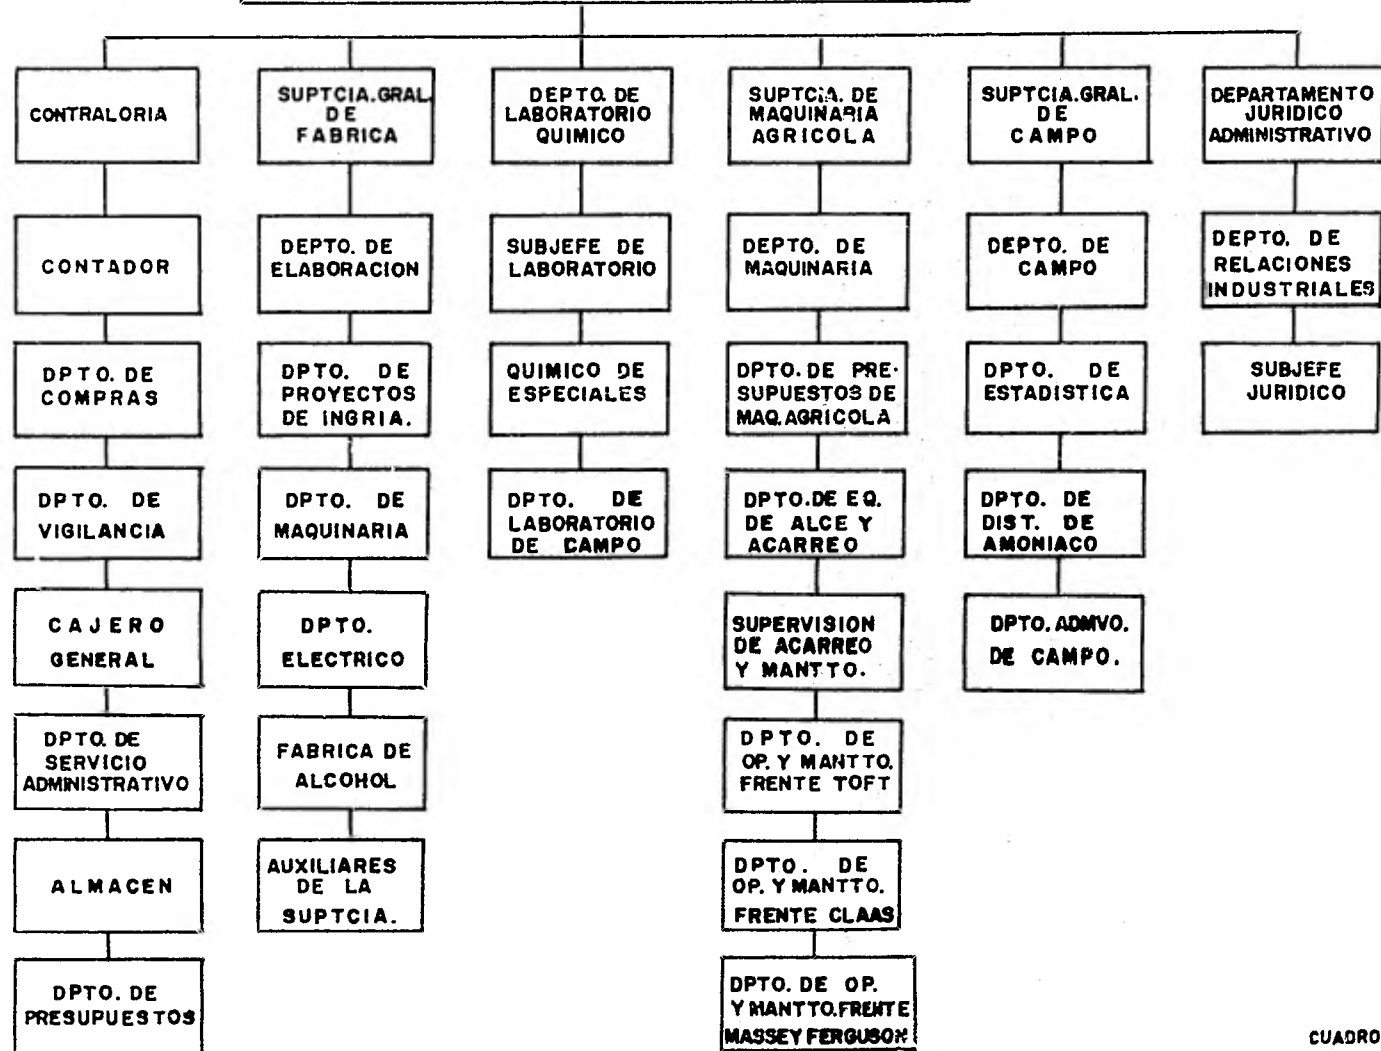 CONTRALORIA
SUPTCIA.GRAL.
DE
FABRICA
DEPTO. DE
LABORATORIO
QUIMICO
SUPTCIA. DE
MAQUINARIA
AGRICOLA
SUPTCIA.GRAL.
DE
CAMPO
DEPARTAMENTO
JURIDICO
ADMINISTRATIVO
CONTADOR
DEPTO. DE
ELABORACION
SUBJEFE DE
LABORATORIO
DEPTO. DE
MAQUINARIA
DEPTO. DE
CAMPO
DEPTO. DE
RELACIONES
INDUSTRIALES
DPTO. DE
COMPRAS
DPTO. DE
PROYECTOS
DE INGRIA.
QUIMICO DE
ESPECIALES
DPTO. DE PRE-
SUPUESTOS DE
MAQ.AGRICOLA
DPTO. DE
ESTADISTICA
SUBJEFE
JURIDICO
DPTO. DE
VIGILANCIA
DPTO. DE
MAQUINARIA
DPTO. DE
LABORATORIO
DE CAMPO
DPTO.DE EQ.
DE ALCE Y
ACARREO
DPTO. DE
DIST. DE
AMONIACO
CAJERO
GENERAL
DPTO.
ELECTRICO
SUPERVISION
DE ACARREO
Y MANTTO.
DPTO. ADMVO.
DE CAMPO.
DPTO. DE
SERVICIO
ADMINISTRATIVO
FABRICA DE
ALCOHOL
DPTO. DE
OP. Y MANTTO.
FRENTE TOFT
ALMACEN
AUXILIARES
DE LA
SUPTCIA.
DPTO. DE
OP. Y MANTTO.
FRENTE CLAAS
DPTO. DE
PRESUPUESTOS
DPTO. DE OP.
Y MANTTO.FRENTE
MASSEY FERGUSON
CUADRO